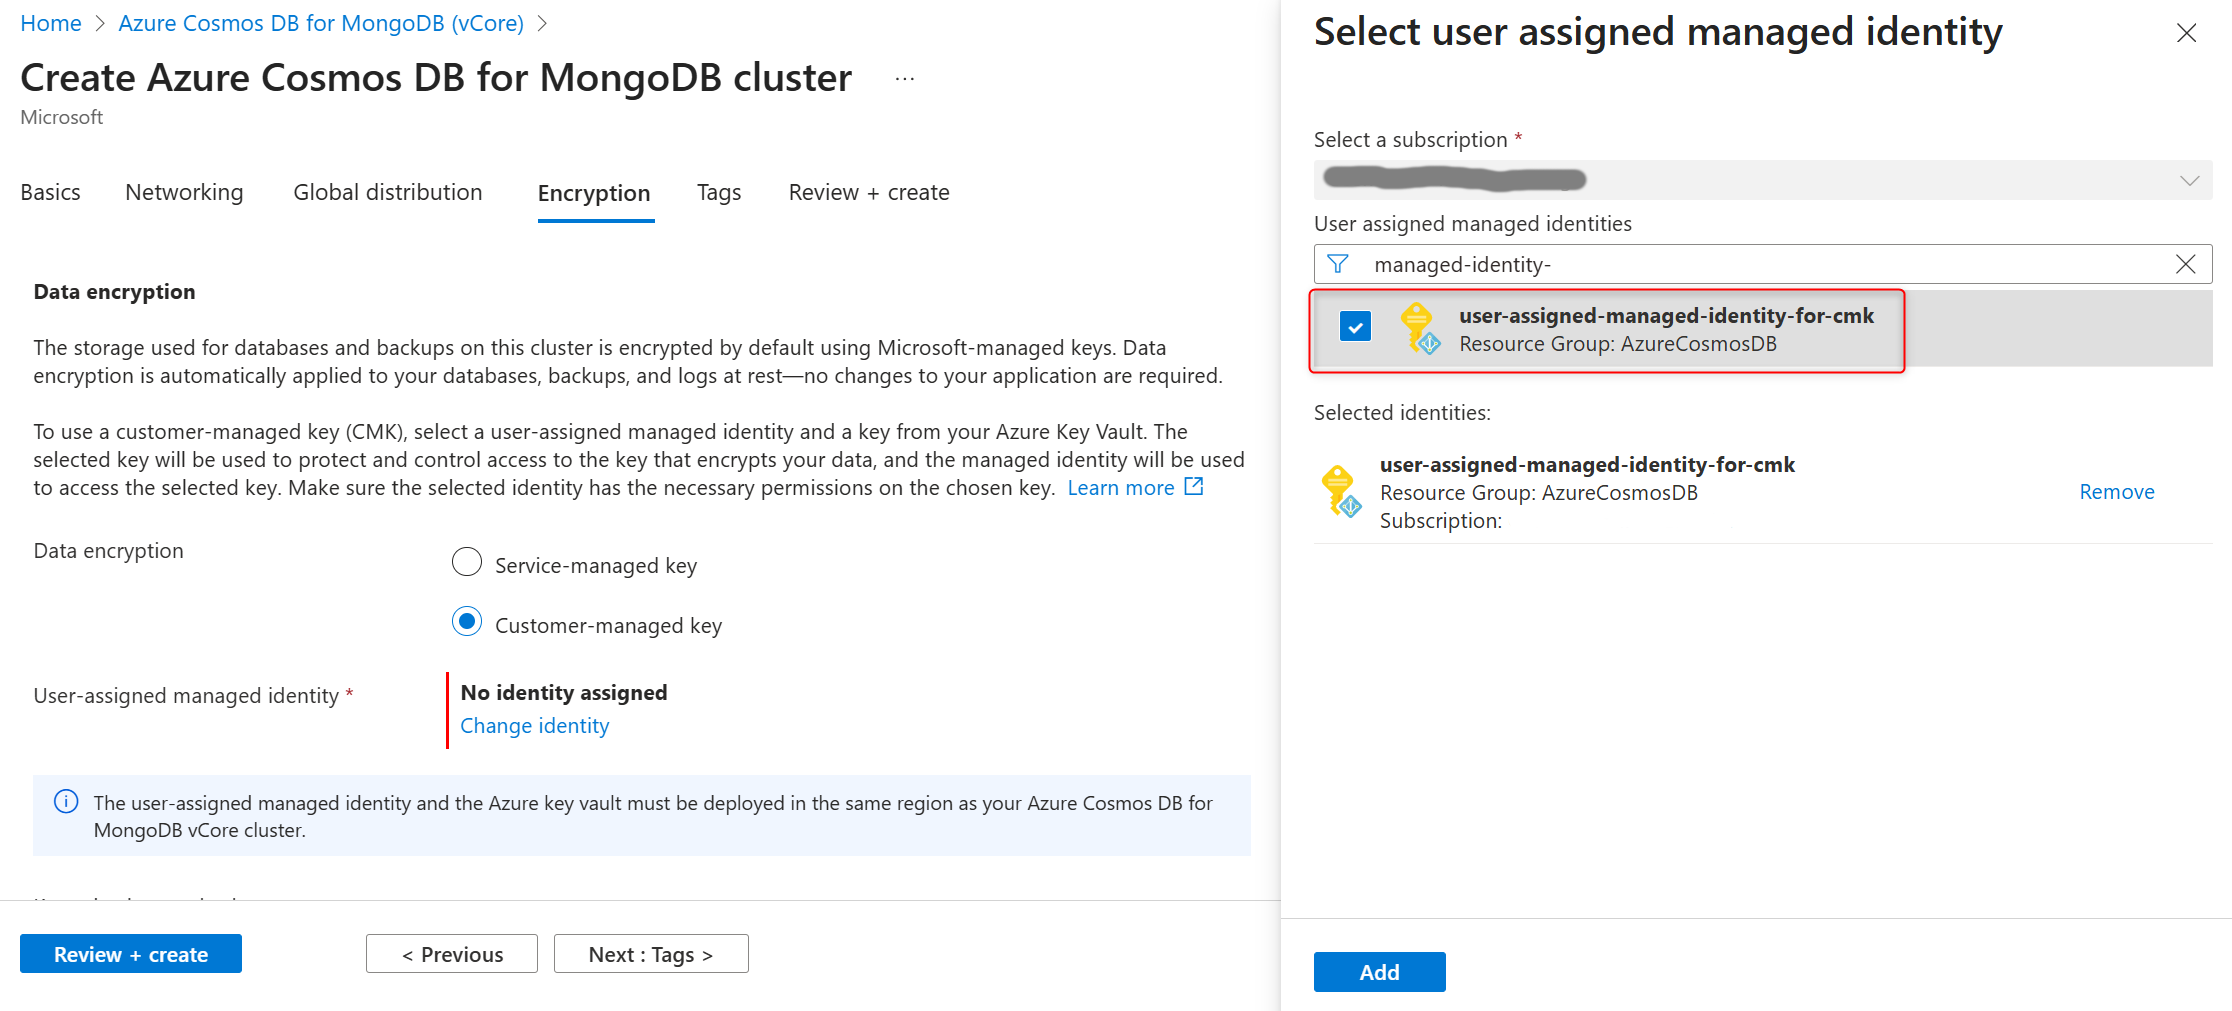 Home > Azure Cosmos DB for MongoDB (vCore) >
Create Azure Cosmos DB for MongoDB cluster ...
Microsoft
Basics Networking Global distribution Encryption Tags Review + create
Data encryption
The storage used for databases and backups on this cluster is encrypted by default using Microsoft-managed keys. Data
encryption is automatically applied to your databases, backups, and logs at rest—no changes to your application are required.
To use a customer-managed key (CMK), select a user-assigned managed identity and a key from your Azure Key Vault. The
selected key will be used to protect and control access to the key that encrypts your data, and the managed identity will be used
to access the selected key. Make sure the selected identity has the necessary permissions on the chosen key. Learn more
Data encryption
Service-managed key
Customer-managed key
User-assigned managed identity *
No identity assigned
Change identity
The user-assigned managed identity and the Azure key vault must be deployed in the same region as your Azure Cosmos DB for
MongoDB vCore cluster.
Review + create
< Previous
Next : Tags >
Select user assigned managed identity
Select a subscription *
User assigned managed identities
managed-identity-
user-assigned-managed-identity-for-cmk
Resource Group: AzureCosmosDB
Selected identities:
user-assigned-managed-identity-for-cmk
Resource Group: AzureCosmosDB
Subscription:
Remove
Add